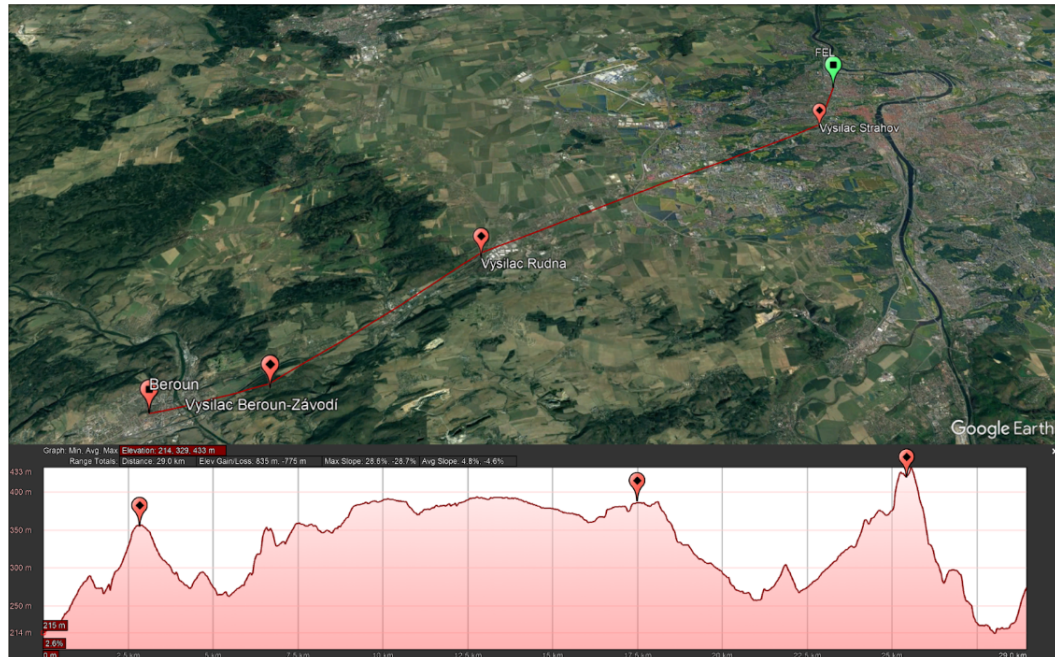 FEL
Vysilac Strahov
Vysilac Rudna
Beroun
Vysilac Beroun-Závodí
Google Earth
Graph: Min, Avg, Max Elevation: 214, 329, 433 m
Range Totals: Distance: 29.0 km Elev Gain/Loss: 835 m, -775 m Max Slope: 28.6%, -28.7% Avg Slope: 4.8%, -4.6%
433 m
400 m
350 m
300 m
250 m
215 m
214 m
2.6%
0 m 2.5 km 5 km 7.5 km 10 km 12.5 km 15 km 17.5 km 20 km 22.5 km 25 km 29.0 km